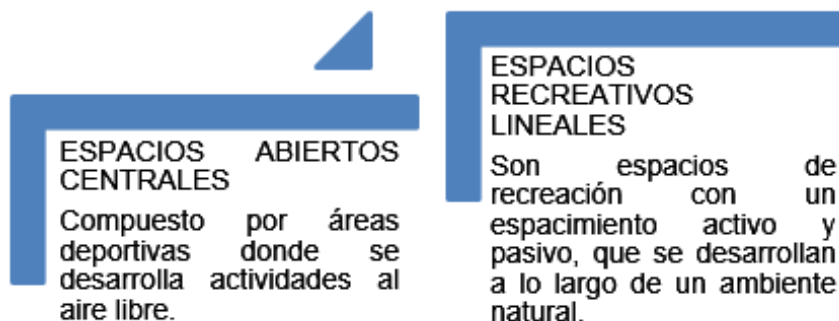 ESPACIOS ABIERTOS
CENTRALES
Compuesto por áreas
deportivas donde se
desarrolla actividades al
aire libre.
ESPACIOS
RECREATIVOS
LINEALES
Son espacios de
recreación con un
espacimiento activo y
pasivo, que se desarrollan
a lo largo de un ambiente
natural.